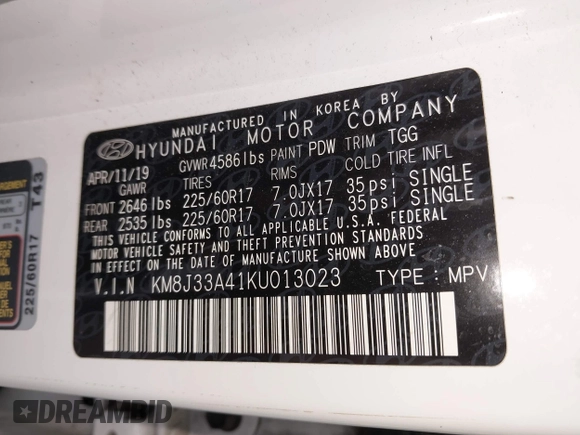 MANUFACTURED IN KOREA BY
HYUNDAI MOTOR COMPANY
APR/11/19 GVWR 4586 lbs PAINT PDW TRIM TGG
GAWR TIRES RIMS COLD TIRE INFL
FRONT 2646 lbs 225/60R17 7.0JX17 35psi SINGLE
REAR 2535 lbs 225/60R17 7.0JX17 35psi SINGLE
THIS VEHICLE CONFORMS TO ALL APPLICABLE U.S.A. FEDERAL
MOTOR VEHICLE SAFETY AND THEFT PREVENTION STANDARDS
IN EFFECT ON THE DATE OF MANUFACTURE SHOWN ABOVE.
V.I.N KM8J33A41KU013023 TYPE : MPV
T43
225/60R17
DREAMBID